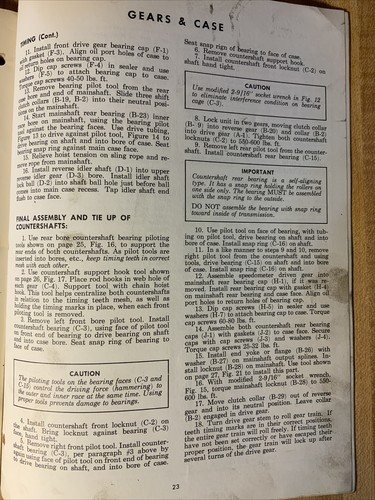 GEARS & CASE
TIMING (Cont.)
11. Install front drive gear bearing cap (F-1)
with gasket (F-3). Align oil port holes of case to
port holes on bearing cap.
12. Dip cap screws (F-4) in sealer and use
washers (F-5) to attach bearing cap to case.
Torque cap screws 40-50 lbs. ft.
13. Remove bearing pilot tool from the rear
case bore and end of mainshaft. Slide three shift
clutch collars (B-19, B-2) into their neutral posi-
tion on the mainshaft.
14. Start mainshaft rear bearing (B-23) inner
bore on mainshaft, using the bearing pilot
tool against the bearing faces. Use drive tubing,
Figure 13 to drive against pilot tool, Figure 14 to
drive bearing on shaft and into bore of case. Seat
bearing snap ring against main case face.
15. Relieve hoist tension on sling rope and re-
move rope from mainshaft.
16. Install reverse idler shaft (D-1) into upper
reverse idler gear (D-3) bore. Install idler shaft
lock ball (D-2) into shaft ball hole just before ball
passes into main case recess. Tap idler shaft end
flush to case face.
FINAL ASSEMBLY AND TIE UP OF
COUNTERSHAFTS:
1. Use rear bore countershaft bearing piloting
tools shown on page 25, Fig. 16, to support the
rear ends of both countershafts. As pilot tools are
inserted into bores, etc., keep timing teeth in correct
mesh with each other.
2. Use countershaft support hook tool shown
in page 26, Fig. 17. Place rod hooks in web hole of
each gear (C-4). Support tool with chain hoist
hook. This tool helps centralize both countershafts
in relation to the timing teeth mesh, as well as
holding the timing marks in place, when each front
piloting tool is removed.
3. Remove left front bore pilot tool. Install
countershaft bearing (C-3), using face of pilot tool
on front end of bearing to drive bearing on shaft
and into case bore. Seat snap ring of bearing to
face of case.
CAUTION
The piloting tools on the bearing faces (C-3 and
C-15) control the driving force (hammering) to
the outer and inner race at the same time. Using
proper tools prevents damage to bearings.
4. Install countershaft front locknut (C-2) on
shaft. Bring locknut against bearing (C-3)
face, hand tight.
5. Remove right front pilot tool. Install counter-
shaft bearing (C-3), per paragraph #3 above by
again using face of pilot tool on front end of bearing
to drive bearing on shaft, and into bore of case.
Seat snap rign of bearing to face of case.
6. Remove countershaft support hook.
7. Install countershaft front locknut (C-2) on
shaft hand tight.
CAUTION
Use modified 2-9/16" socket wrench in Fig. 12
to eliminate interference condition on bearing
cage (C-3).
8. Lock unit in two gears, moving clutch collar
(B-9) into reverse gear (B-20) and collar (B-2)
into drive gear (A-1). Tighten both countershaft
locknuts (C-2) to 550-600 lbs. ft.
9. Remove left rear pilot tool from the counter-
shaft. Install countershaft rear bearing (C-15).
IMPORTANT
Countershaft rear bearing is a self-aligning
type. It has a snap ring holding the rollers on
one side only. The bearing MUST be assembled
with the snap ring to the outside.
DO NOT assemble the bearing with snap ring
toward inside of transmission.
10. Use pilot tool on face of bearing, with tub-
ing on pilot tool, drive bearing on shaft and into
bore of case. Install snap ring (C-16) on shaft.
11. In a like manner to steps 9 and 10, remove
right pilot tool from the countershaft and using
tools, drive bearing (C-15) on shaft and into bore
of case. Install snap ring (C-16) on shaft.
12. Assemble speedometer driven gear into
mainshaft rear bearing cap (H-1), if it was re-
moved. Install rear bearing cap with gasket (H-4)
on mainshaft rear bearing and case face. Align oil
port holes to return holes of bearing cap.
13. Dip cap screws (H-5) in sealer and use
washers (H-7) to attach bearing cap to case. Torque
cap screws 60-80 lbs. ft.
14. Assemble both countershaft rear bearing
caps (J-1) with gaskets (J-2) to case face. Secure
caps with cap screws (J-3) and washers (J-4).
Torque cap screws 25-32 lbs. ft.
15. Install end yoke or flange (B-26) with
washer (B-27) on mainshaft output splines. In-
stall locknut (B-28) on mainshaft. Use tool shown
on page 27, Fig. 21 to install this part.
16. With modified 2-9/16" socket wrench,
Fig. 15, torque mainshaft locknut (B-28) to 550-
600 lbs. ft.
17. Move clutch collar (B-29) out of reverse
gear and into its neutral position. Leave collar
(B-2) engaged in drive gear.
18. Turn drive gear stem to roll gear train. If
timing marks are in their correct positions,
the entire gear train will roll freely. If timing teeth
have not been set correctly or have escaped their
proper position, the gear train will lock up after
several turns of the drive gear.
23